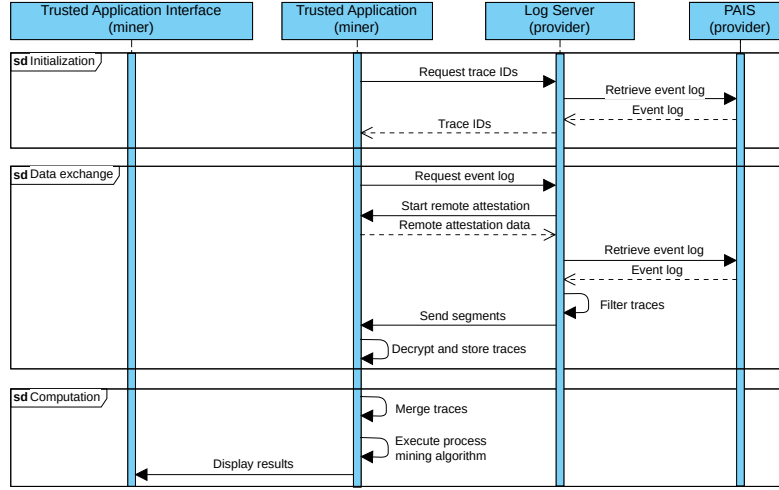 Trusted Application Interface
(miner)
Trusted Application
(miner)
Log Server
(provider)
PAIS
(provider)
sd Initialization
Request trace IDs
Retrieve event log
Event log
Trace IDs
sd Data exchange
Request event log
Start remote attestation
Remote attestation data
Retrieve event log
Event log
Filter traces
Send segments
Decrypt and store traces
sd Computation
Merge traces
Execute process
mining algorithm
Display results